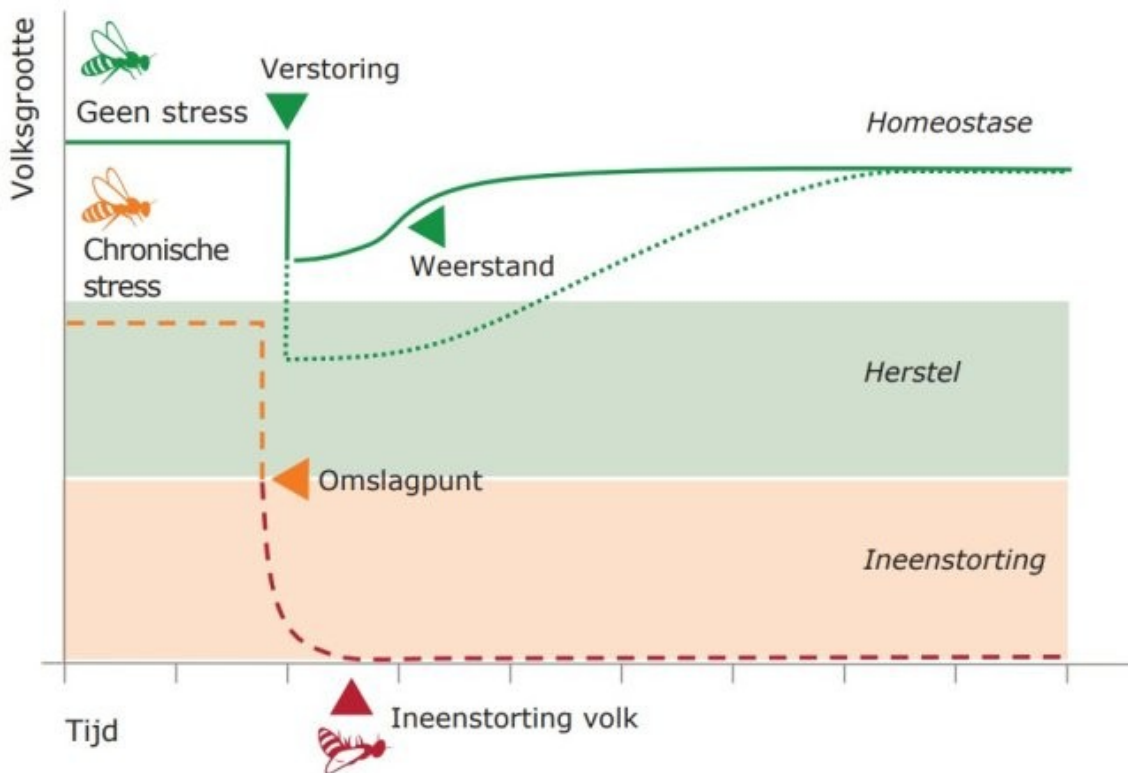 Volksgrootte
Verstoring
Geen stress
Homeostase
Chronische
stress
Weerstand
Herstel
Omslagpunt
Ineenstorting
Ineenstorting volk
Tijd